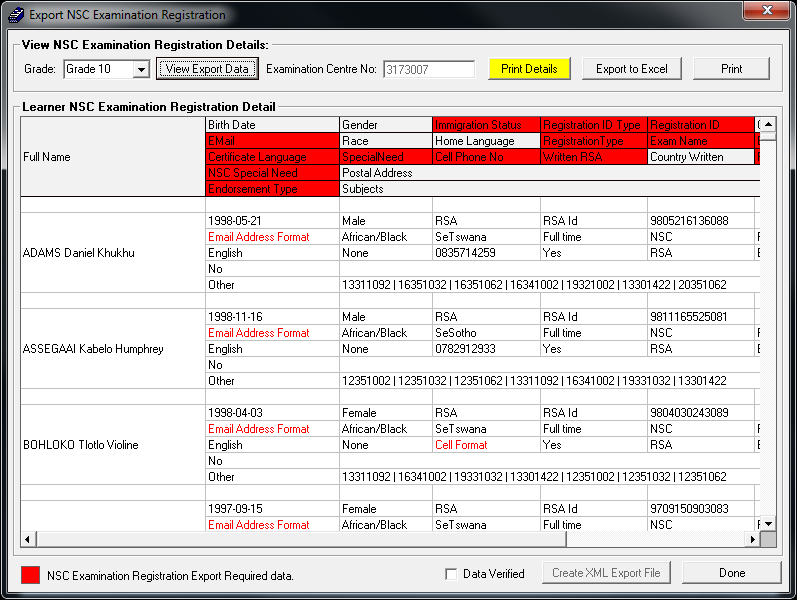 Export NSC Examination Registration
View NSC Examination Registration Details:
Grade: Grade 10 View Export Data Examination Centre No: 3173007 Print Details Export to Excel Print
Learner NSC Examination Registration Detail
Full Name
Birth Date Gender Immigration Status Registration ID Type Registration ID
EMail Race Home Language RegistrationType Exam Name
Certificate Language SpecialNeed Cell Phone No Written RSA Country Written
NSC Special Need Postal Address
Endorsement Type Subjects
1998-05-21 Male RSA RSA Id 9805216136088
Email Address Format African/Black SeTswana Full time NSC
ADAMS Daniel Khukhu English None 0835714259 Yes RSA
No
Other 13311092 | 16351032 | 16351062 | 16341002 | 19321002 | 13301422 | 20351062
1998-11-16 Male RSA RSA Id 9811165525081
Email Address Format African/Black SeSotho Full time NSC
ASSEGAAI Kabelo Humphrey English None 0782912933 Yes RSA
No
Other 12351002 | 12351032 | 12351062 | 13311092 | 16341002 | 19331032 | 13301422
1998-04-03 Female RSA RSA Id 9804030243089
Email Address Format African/Black SeTswana Full time NSC
BOHLOKO Tlotlo Violine English None Cell Format Yes RSA
No
Other 13311092 | 16341002 | 19331032 | 13301422 | 12351002 | 12351032 | 12351062
1997-09-15 Female RSA RSA Id 9709150903083
Email Address Format African/Black SeTswana Full time NSC
NSC Examination Registration Export Required data. Data Verified Create XML Export File Done